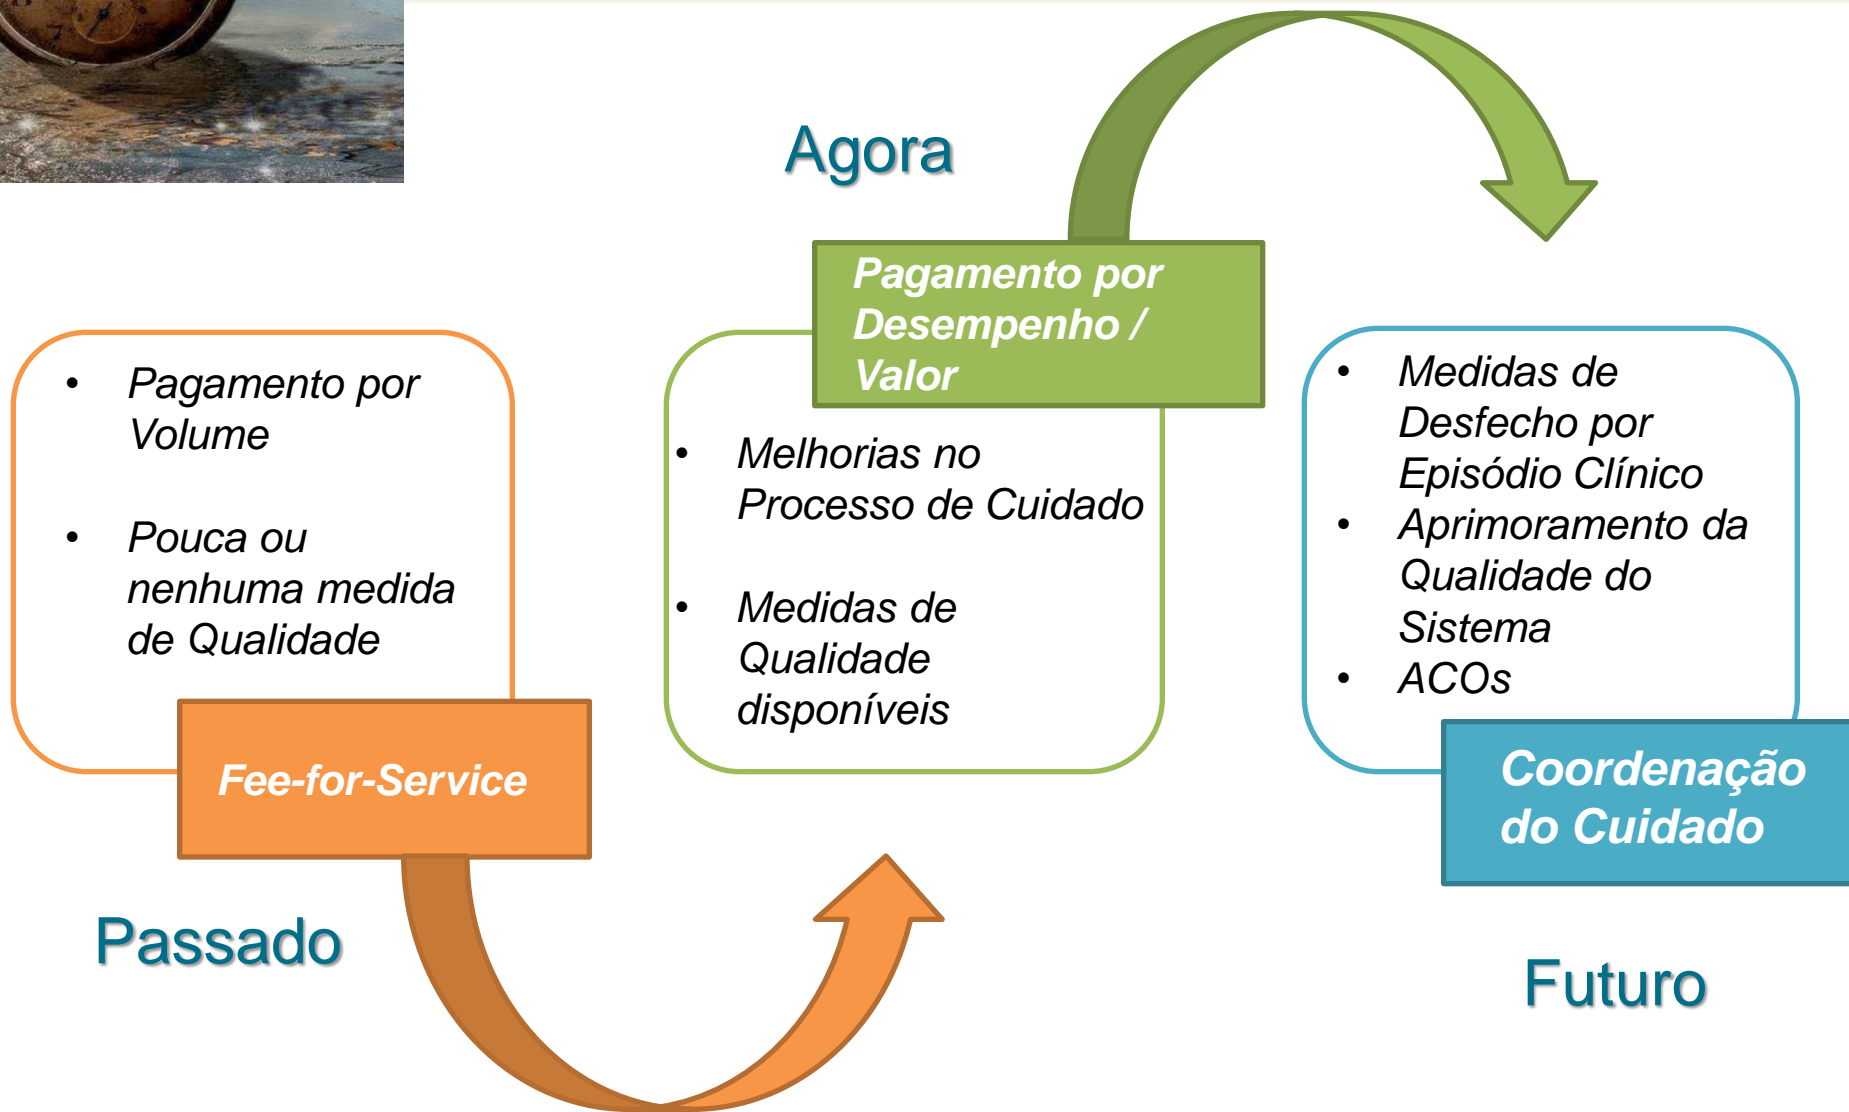 Agora
Pagamento por
Desempenho /
Valor
• Pagamento por
Volume
• Pouca ou
nenhuma medida
de Qualidade
Fee-for-Service
Passado
• Melhorias no
Processo de Cuidado
• Medidas de
Qualidade
disponíveis
• Medidas de
Desfecho por
Episódio Clínico
• Aprimoramento da
Qualidade do
Sistema
• ACOs
Coordenação
do Cuidado
Futuro